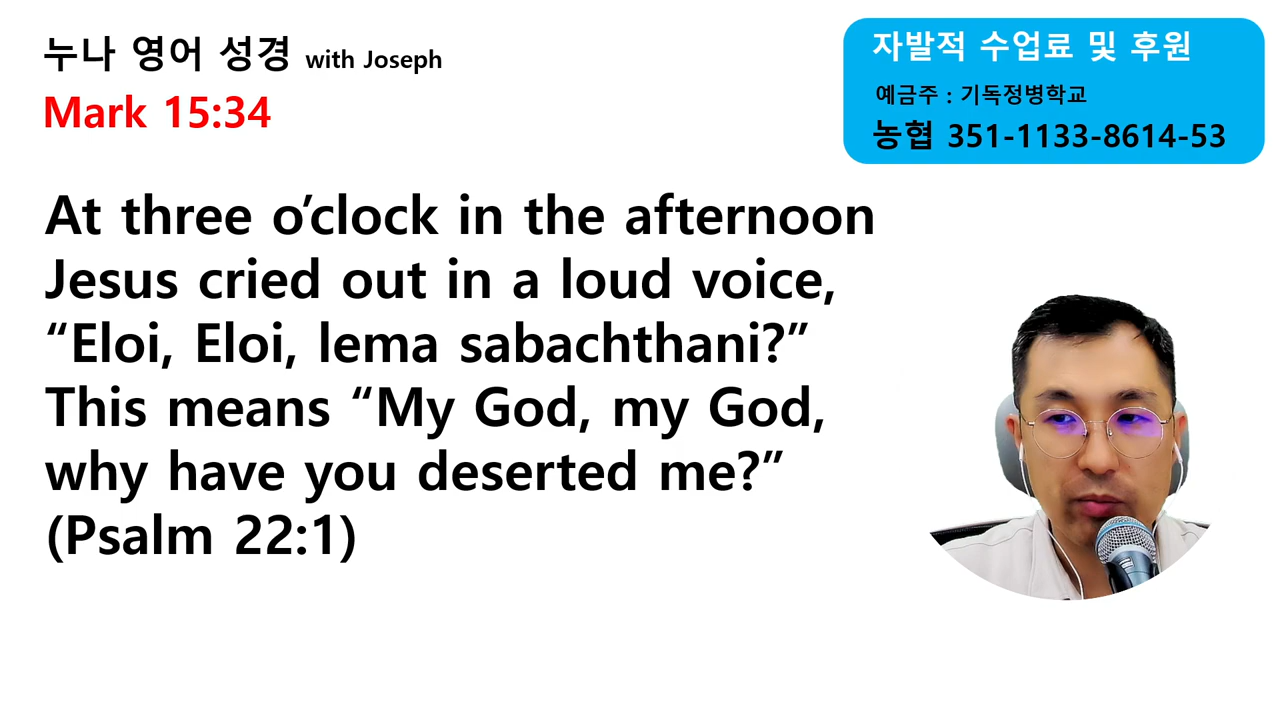 누나 영어 성경 with Joseph
Mark 15:34
자발적 수업료 및 후원
예금주 : 기독정병학교
농협 351-1133-8614-53
At three o’clock in the afternoon
Jesus cried out in a loud voice,
“Eloi, Eloi, lema sabachthani?”
This means “My God, my God,
why have you deserted me?”
(Psalm 22:1)